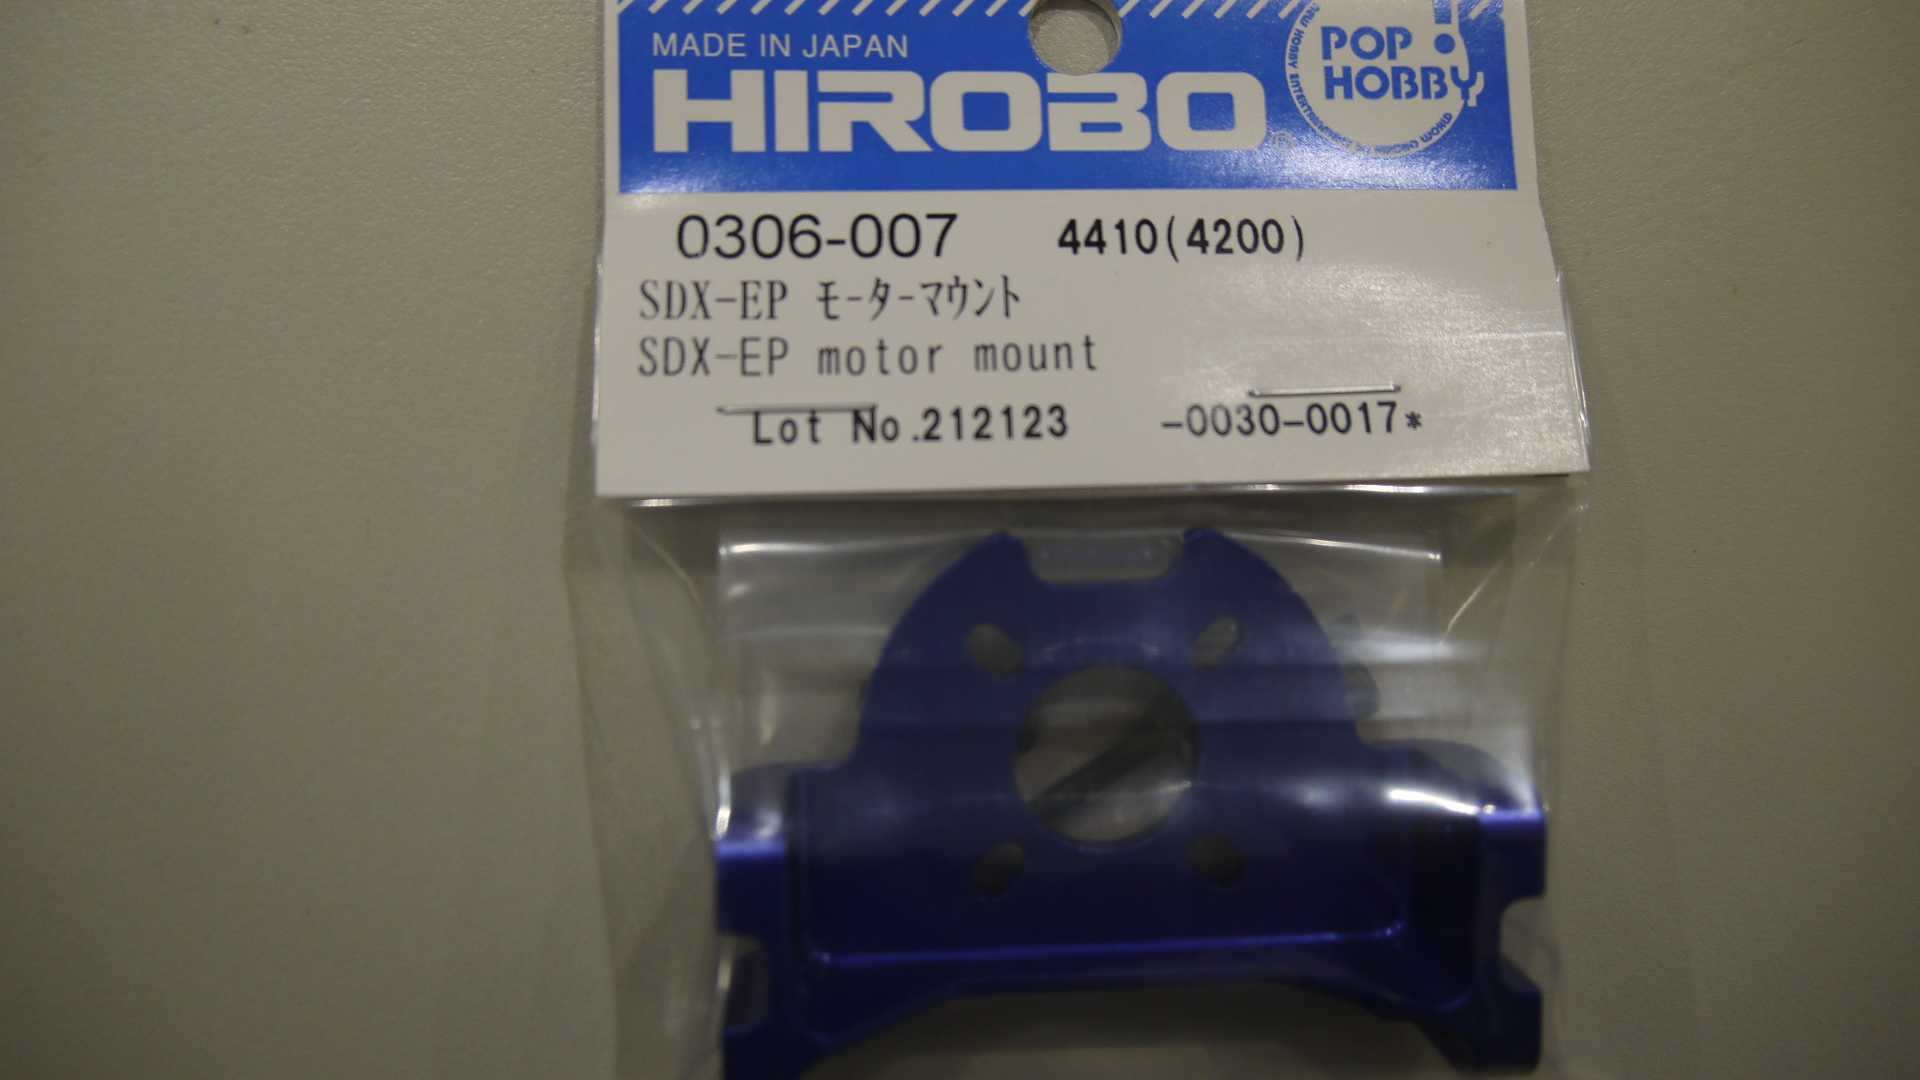 MADE IN JAPAN
HIROBO®
POP!
HOBBY
0306-007 4410(4200)
SDX-EP モーターマウント
SDX-EP motor mount
Lot No.212123 -0030-0017*